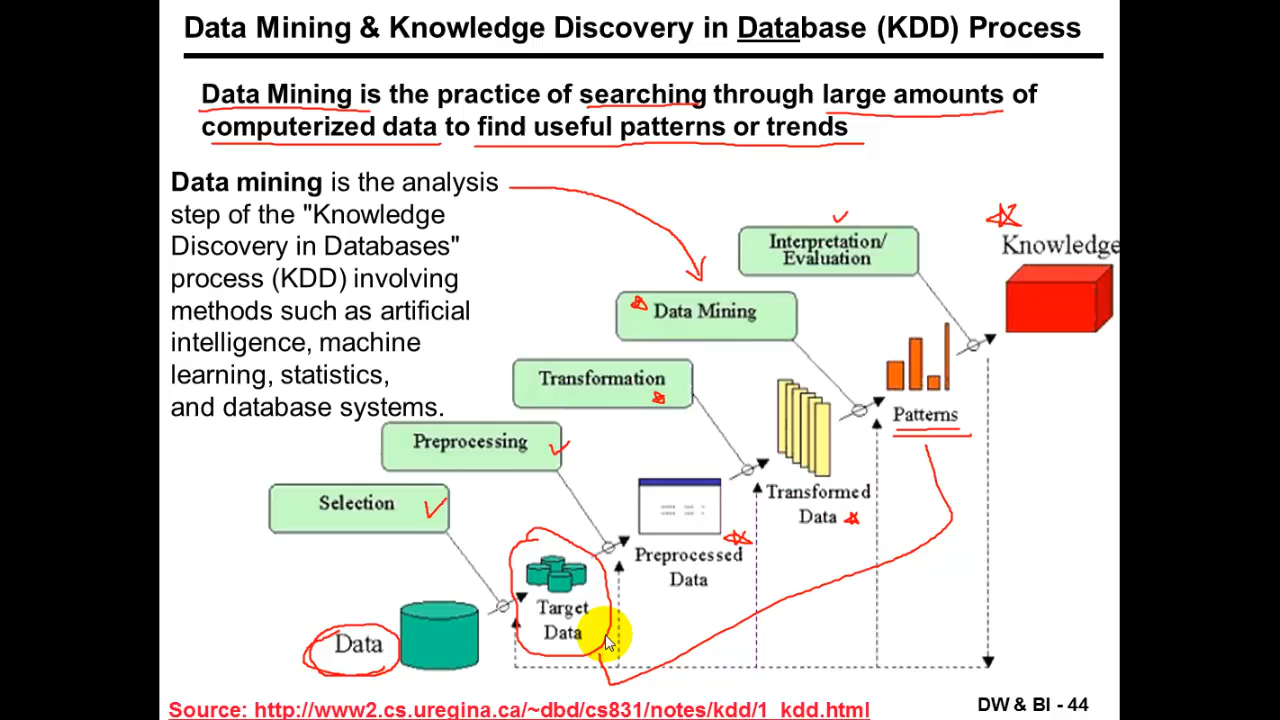 Data Mining & Knowledge Discovery in Database (KDD) Process
Data Mining is the practice of searching through large amounts of
computerized data to find useful patterns or trends
Data mining is the analysis
step of the "Knowledge
Discovery in Databases"
process (KDD) involving
methods such as artificial
intelligence, machine
learning, statistics,
and database systems.
Knowledge
Interpretation/
Evaluation
Data Mining
Transformation
Patterns
Preprocessing
Transformed
Data
Selection
Preprocessed
Data
Target
Data
Data
Source: http://www2.cs.uregina.ca/~dbd/cs831/notes/kdd/1_kdd.html
DW & BI - 44